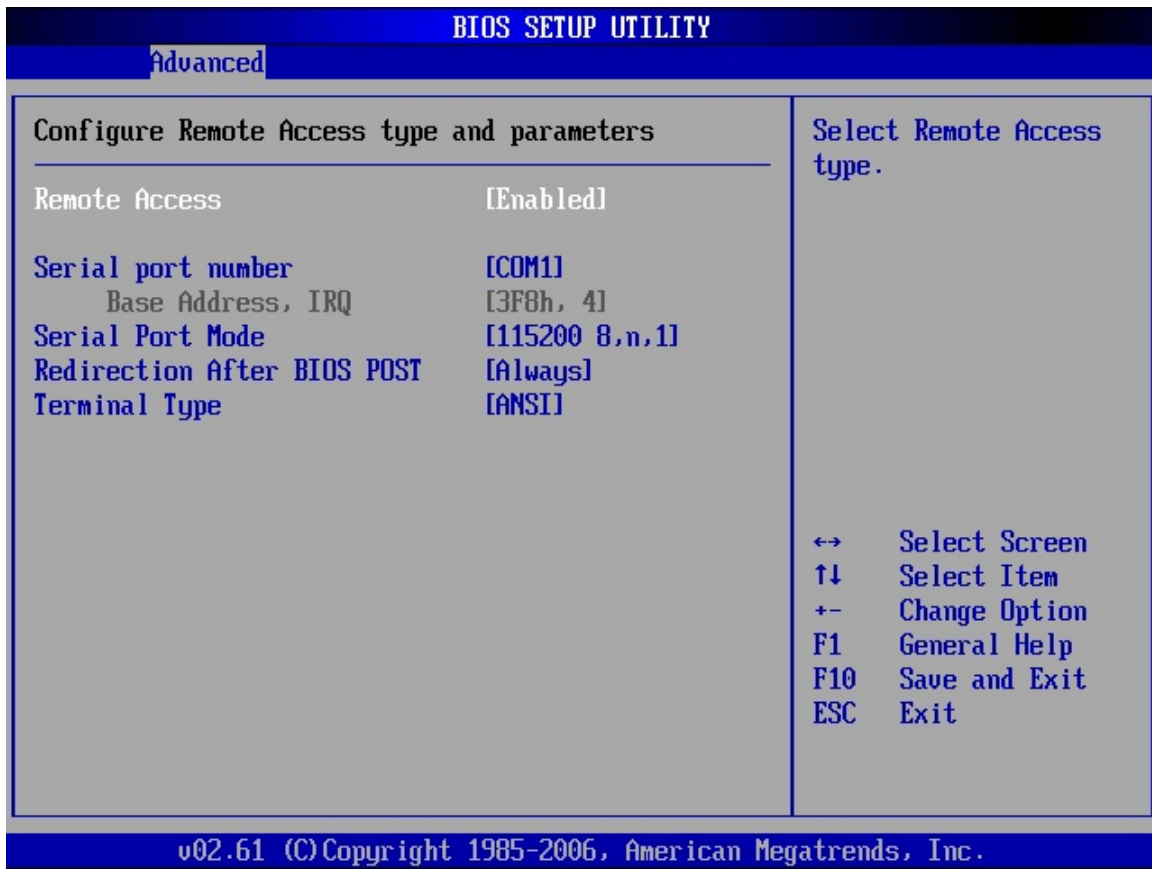 BIOS SETUP UTILITY
Advanced
Configure Remote Access type and parameters
Remote Access [Enabled]
Serial port number [COM1]
Base Address, IRQ [3F8h, 4]
Serial Port Mode [115200 8,n,1]
Redirection After BIOS POST [Always]
Terminal Type [ANSI]
Select Remote Access
type.
←→ Select Screen
↑↓ Select Item
+- Change Option
F1 General Help
F10 Save and Exit
ESC Exit
v02.61 (C)Copyright 1985-2006, American Megatrends, Inc.